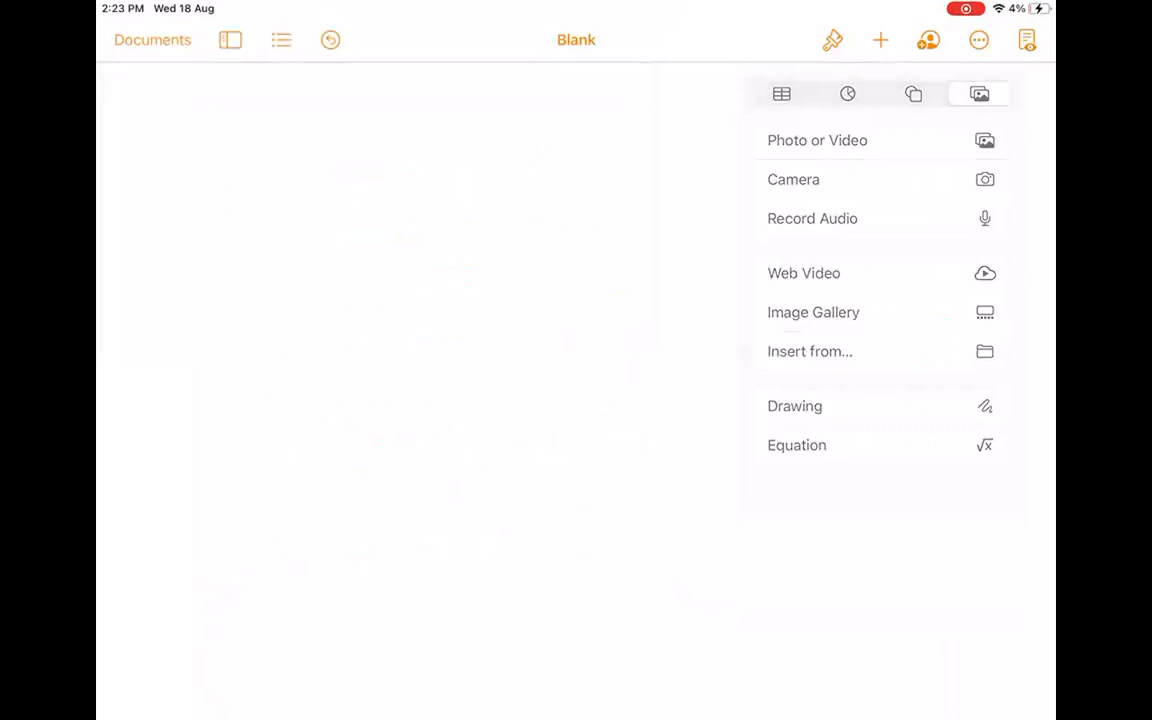 2:23 PM Wed 18 Aug
4%
Documents
Blank
Photo or Video
Camera
Record Audio
Web Video
Image Gallery
Insert from...
Drawing
Equation